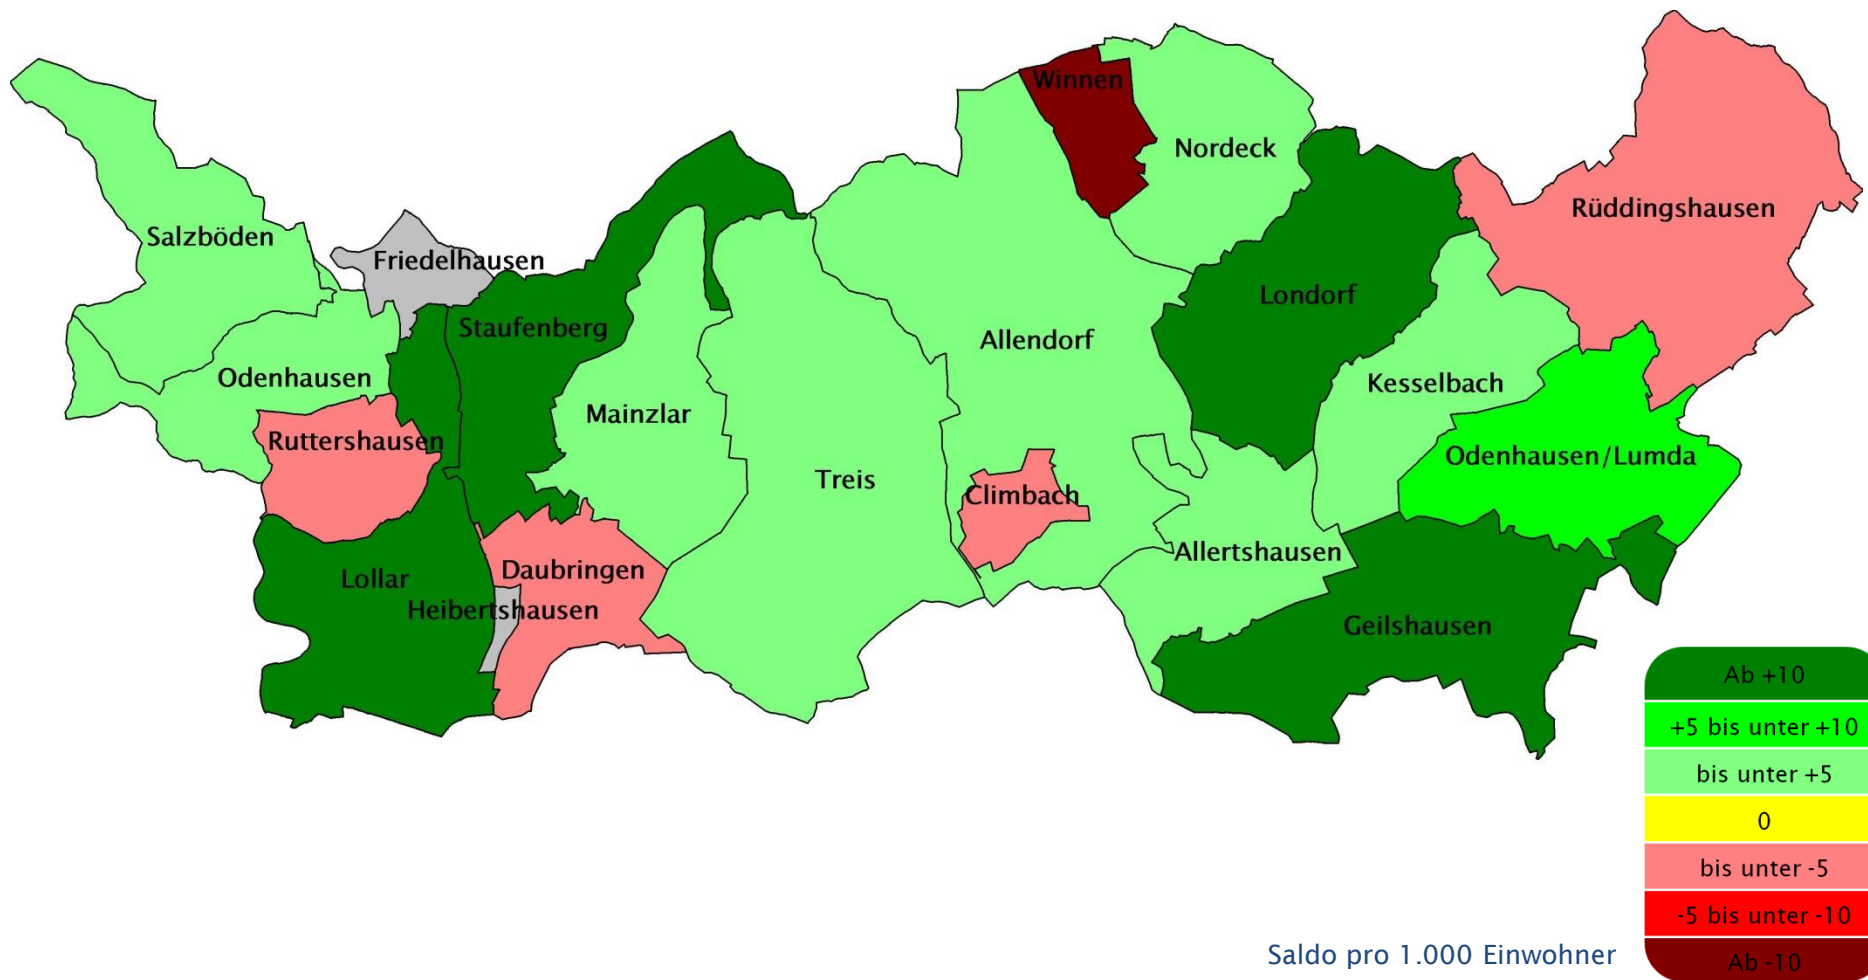 Winnen
Nordeck
Rüddingshausen
Salzböden
Friedelhausen
Londorf
Staufenberg
Allendorf
Odenhausen
Kesselbach
Mainzlar
Ruttershausen
Odenhausen/Lumda
Treis
Climbach
Allertshausen
Daubringen
Lollar
Heibertshausen
Geilshausen
Ab +10
+5 bis unter +10
bis unter +5
0
bis unter -5
-5 bis unter -10
Saldo pro 1.000 Einwohner
Ab -10